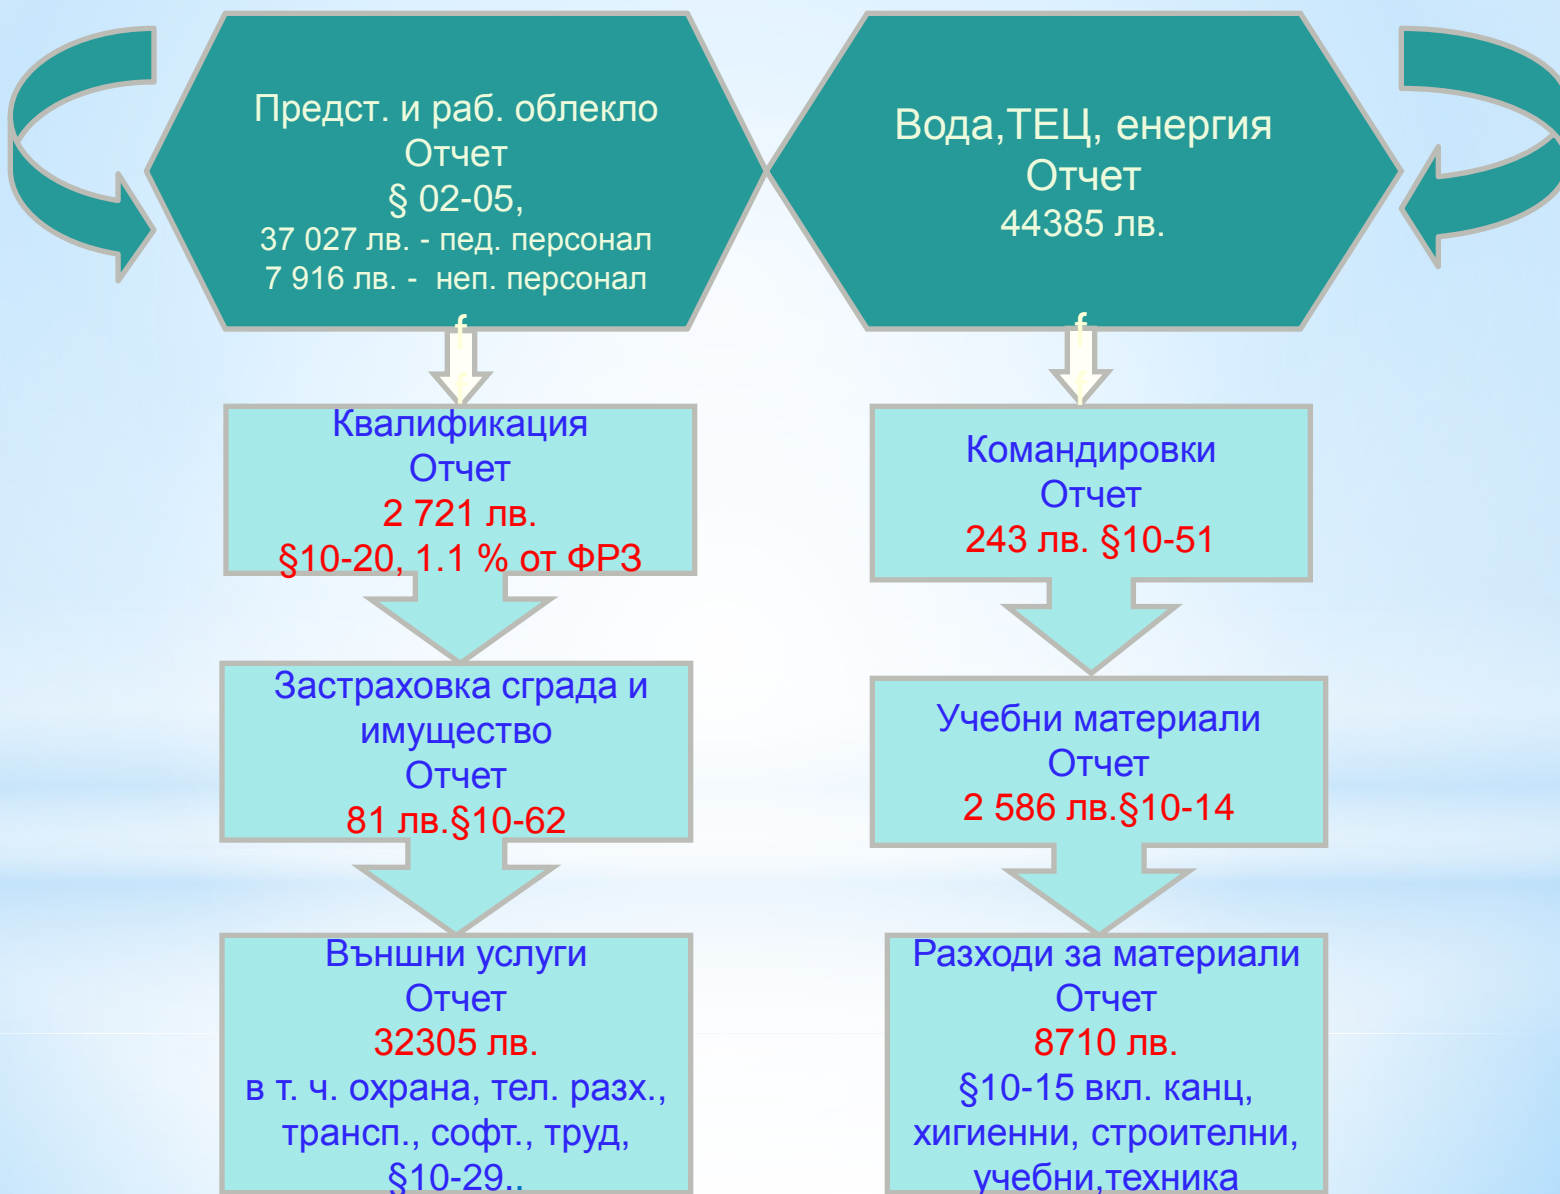 Предст. и раб. облекло
Отчет
§ 02-05,
37 027 лв. - пед. персонал
7 916 лв. - неп. персонал
f
Квалификация
Отчет
2 721 лв.
§10-20, 1.1 % от ФРЗ
Застраховка сграда и
имущество
Отчет
81 лв.§10-62
Външни услуги
Отчет
32305 лв.
в т. ч. охрана, тел. разх.,
трансп., софт., труд,
§10-29..
Вода,ТЕЦ, енергия
Отчет
44385 лв.
f
Командировки
Отчет
243 лв. §10-51
Учебни материали
Отчет
2 586 лв.§10-14
Разходи за материали
Отчет
8710 лв.
§10-15 вкл. канц,
хигиенни, строителни,
учебни,техника